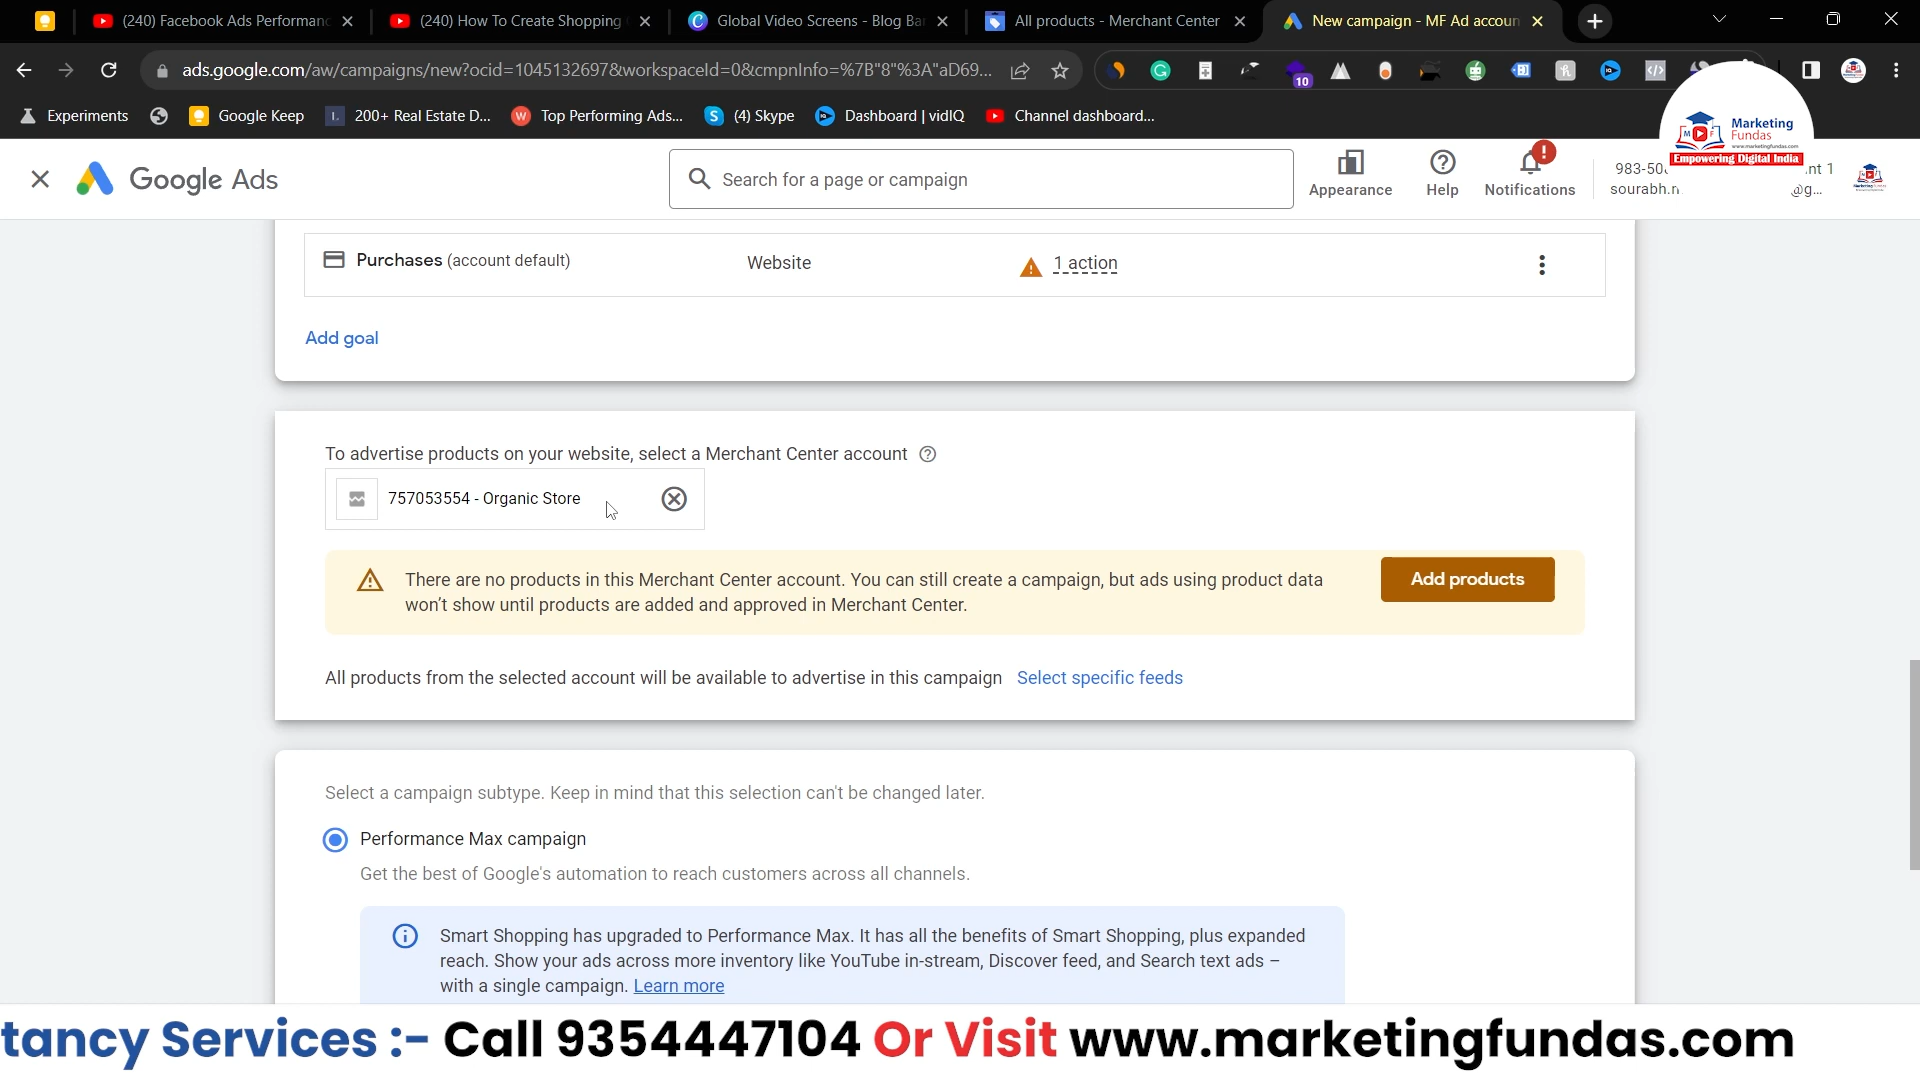 (240) Facebook Ads Performan
(240) How To Create Shopping
Global Video Screens - Blog Ba
All products - Merchant Center
New campaign - MF Ad accoun
ads.google.com/aw/campaigns/new?ocid=1045132697&workspaceId=0&cmpnInfo=%7B"8"%3A"aD69...
10
Experiments
Google Keep
200+ Real Estate D...
Top Performing Ads...
(4) Skype
Dashboard | vidIQ
Channel dashboard...
Marketing
Fundas
www.marketingfundas.com
Empowering Digital India
Google Ads
Search for a page or campaign
Appearance
Help
Notifications
983-50
nt 1
sourabh.n
@g...
Purchases (account default)
Website
1 action
Add goal
To advertise products on your website, select a Merchant Center account
757053554 - Organic Store
There are no products in this Merchant Center account. You can still create a campaign, but ads using product data
won't show until products are added and approved in Merchant Center.
Add products
All products from the selected account will be available to advertise in this campaign Select specific feeds
Select a campaign subtype. Keep in mind that this selection can't be changed later.
Performance Max campaign
Get the best of Google's automation to reach customers across all channels.
Smart Shopping has upgraded to Performance Max. It has all the benefits of Smart Shopping, plus expanded
reach. Show your ads across more inventory like YouTube in-stream, Discover feed, and Search text ads –
with a single campaign. Learn more
tancy Services :- Call 9354447104 Or Visit www.marketingfundas.com